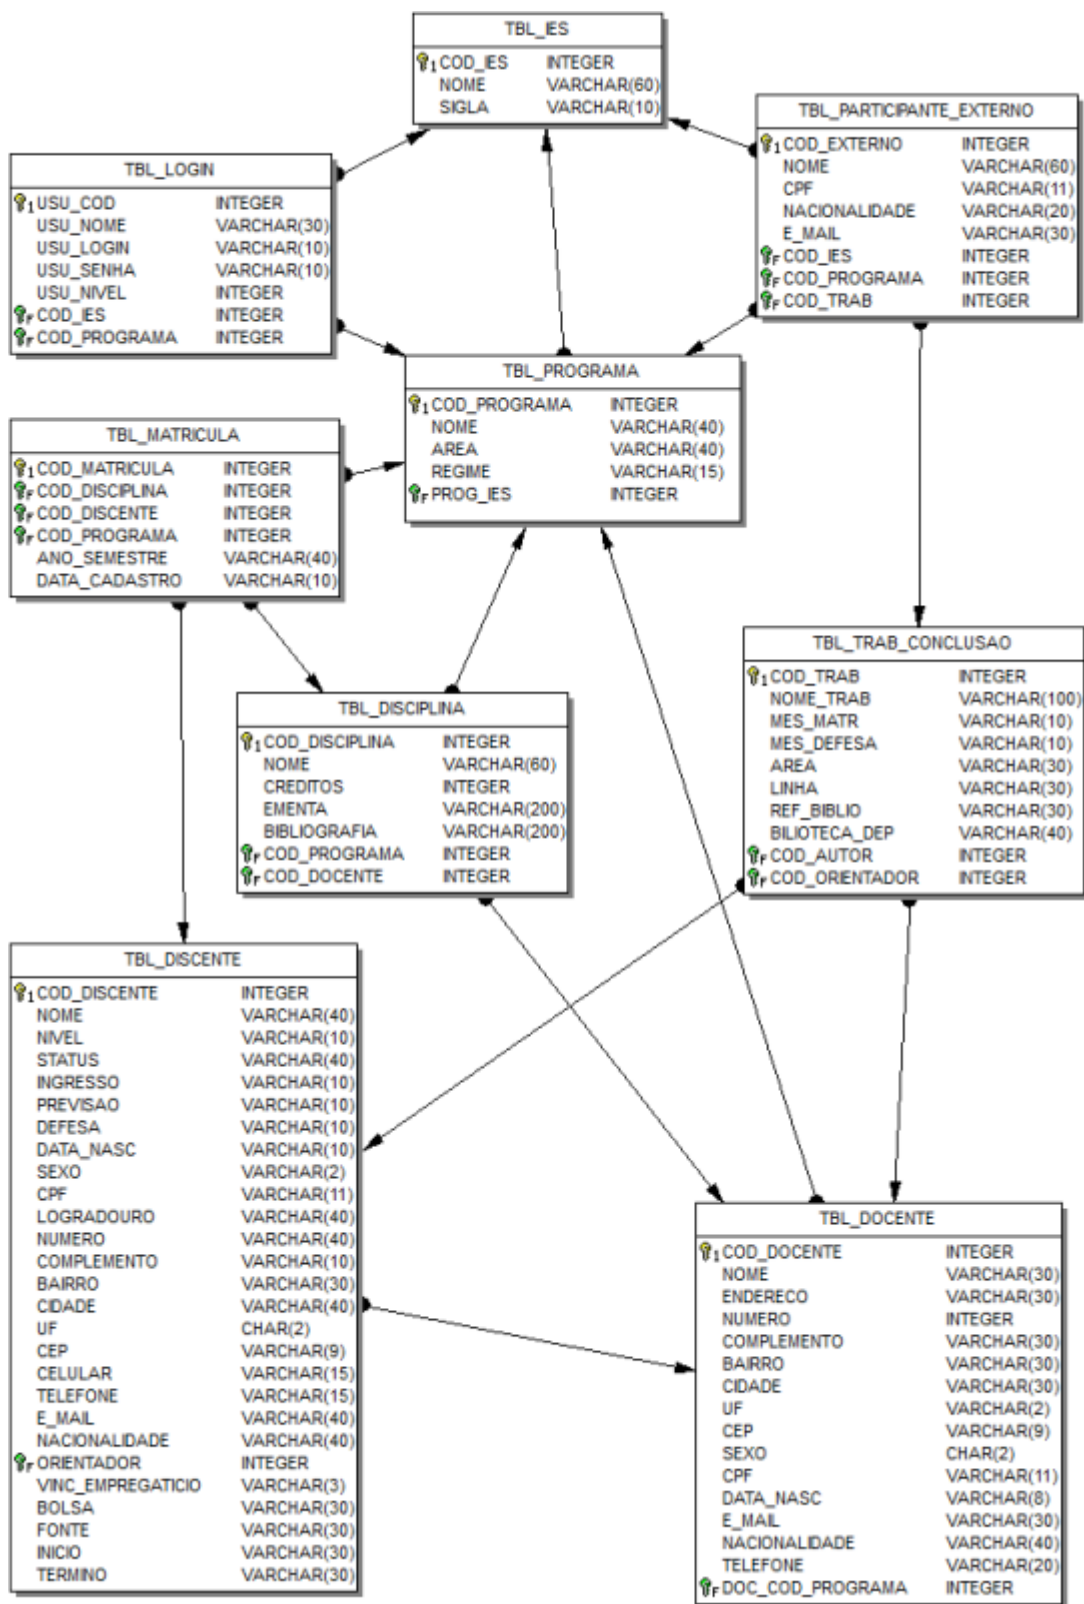 TBL_IES
1 COD_IES INTEGER
NOME VARCHAR(60)
SIGLA VARCHAR(10)
TBL_PARTICIPANTE_EXTERNO
1 COD_EXTERNO INTEGER
NOME VARCHAR(60)
CPF VARCHAR(11)
NACIONALIDADE VARCHAR(20)
E_MAIL VARCHAR(30)
F COD_IES INTEGER
F COD_PROGRAMA INTEGER
F COD_TRAB INTEGER
TBL_LOGIN
1 USU_COD INTEGER
USU_NOME VARCHAR(30)
USU_LOGIN VARCHAR(10)
USU_SENHA VARCHAR(10)
USU_NIVEL INTEGER
F COD_IES INTEGER
F COD_PROGRAMA INTEGER
TBL_PROGRAMA
1 COD_PROGRAMA INTEGER
NOME VARCHAR(40)
AREA VARCHAR(40)
REGIME VARCHAR(15)
F PROG_IES INTEGER
TBL_MATRICULA
1 COD_MATRICULA INTEGER
F COD_DISCIPLINA INTEGER
F COD_DISCENTE INTEGER
F COD_PROGRAMA INTEGER
ANO_SEMESTRE VARCHAR(40)
DATA_CADASTRO VARCHAR(10)
TBL_TRAB_CONCLUSAO
1 COD_TRAB INTEGER
NOME_TRAB VARCHAR(100)
MES_MATR VARCHAR(10)
MES_DEFESA VARCHAR(10)
AREA VARCHAR(30)
LINHA VARCHAR(30)
REF_BIBLIO VARCHAR(30)
BILIOTECA_DEP VARCHAR(40)
F COD_AUTOR INTEGER
F COD_ORIENTADOR INTEGER
TBL_DISCIPLINA
1 COD_DISCIPLINA INTEGER
NOME VARCHAR(60)
CREDITOS INTEGER
EMENTA VARCHAR(200)
BIBLIOGRAFIA VARCHAR(200)
F COD_PROGRAMA INTEGER
F COD_DOCENTE INTEGER
TBL_DISCENTE
1 COD_DISCENTE INTEGER
NOME VARCHAR(40)
NIVEL VARCHAR(10)
STATUS VARCHAR(40)
INGRESSO VARCHAR(10)
PREVISAO VARCHAR(10)
DEFESA VARCHAR(10)
DATA_NASC VARCHAR(10)
SEXO VARCHAR(2)
CPF VARCHAR(11)
LOGRADOURO VARCHAR(40)
NUMERO VARCHAR(40)
COMPLEMENTO VARCHAR(10)
BAIRRO VARCHAR(30)
CIDADE VARCHAR(40)
UF CHAR(2)
CEP VARCHAR(9)
CELULAR VARCHAR(15)
TELEFONE VARCHAR(15)
E_MAIL VARCHAR(40)
NACIONALIDADE VARCHAR(40)
F ORIENTADOR INTEGER
VINC_EMPREGATICIO VARCHAR(3)
BOLSA VARCHAR(30)
FONTE VARCHAR(30)
INICIO VARCHAR(30)
TERMINO VARCHAR(30)
TBL_DOCENTE
1 COD_DOCENTE INTEGER
NOME VARCHAR(30)
ENDERECO VARCHAR(30)
NUMERO INTEGER
COMPLEMENTO VARCHAR(30)
BAIRRO VARCHAR(30)
CIDADE VARCHAR(30)
UF VARCHAR(2)
CEP VARCHAR(9)
SEXO CHAR(2)
CPF VARCHAR(11)
DATA_NASC VARCHAR(8)
E_MAIL VARCHAR(30)
NACIONALIDADE VARCHAR(40)
TELEFONE VARCHAR(20)
F DOC_COD_PROGRAMA INTEGER